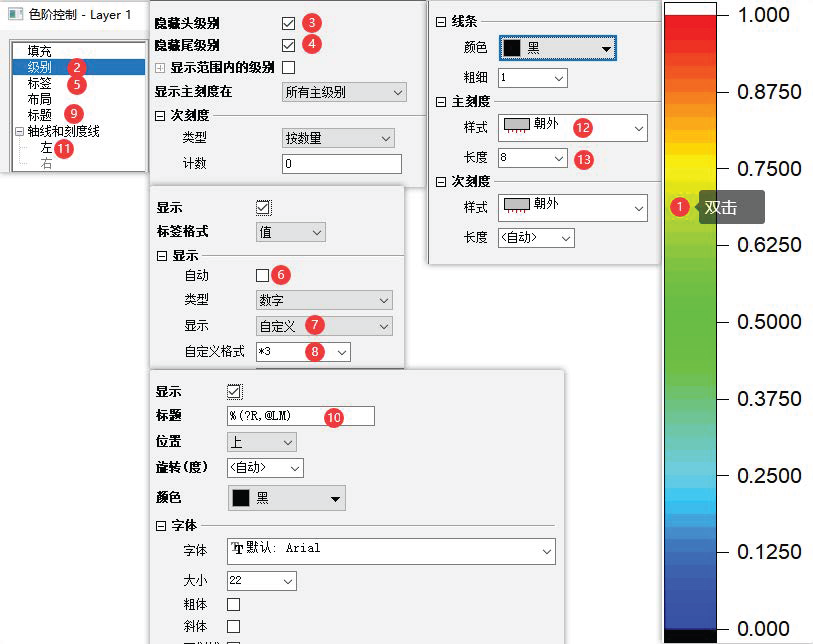 色阶控制 - Layer 1
填充
级别 2
标签 5
布局
标题 9
轴线和刻度线
左 11
右
隐藏头级别 3
隐藏尾级别 4
显示范围内的级别
显示主刻度在 所有主级别
次刻度
类型 按数量
计数 0
显示
标签格式 值
显示
自动 6
类型 数字
显示 自定义 7
自定义格式 *3 8
显示
标题 %(?R,@LM) 10
位置 上
旋转(度) <自动>
颜色 黑
字体
字体 默认: Arial
大小 22
粗体
斜体
线条
颜色 黑
粗细 1
主刻度
样式 朝外 12
长度 8 13
次刻度
样式 朝外
长度 <自动>
1 双击
1.000
0.8750
0.7500
0.6250
0.5000
0.3750
0.2500
0.1250
0.000